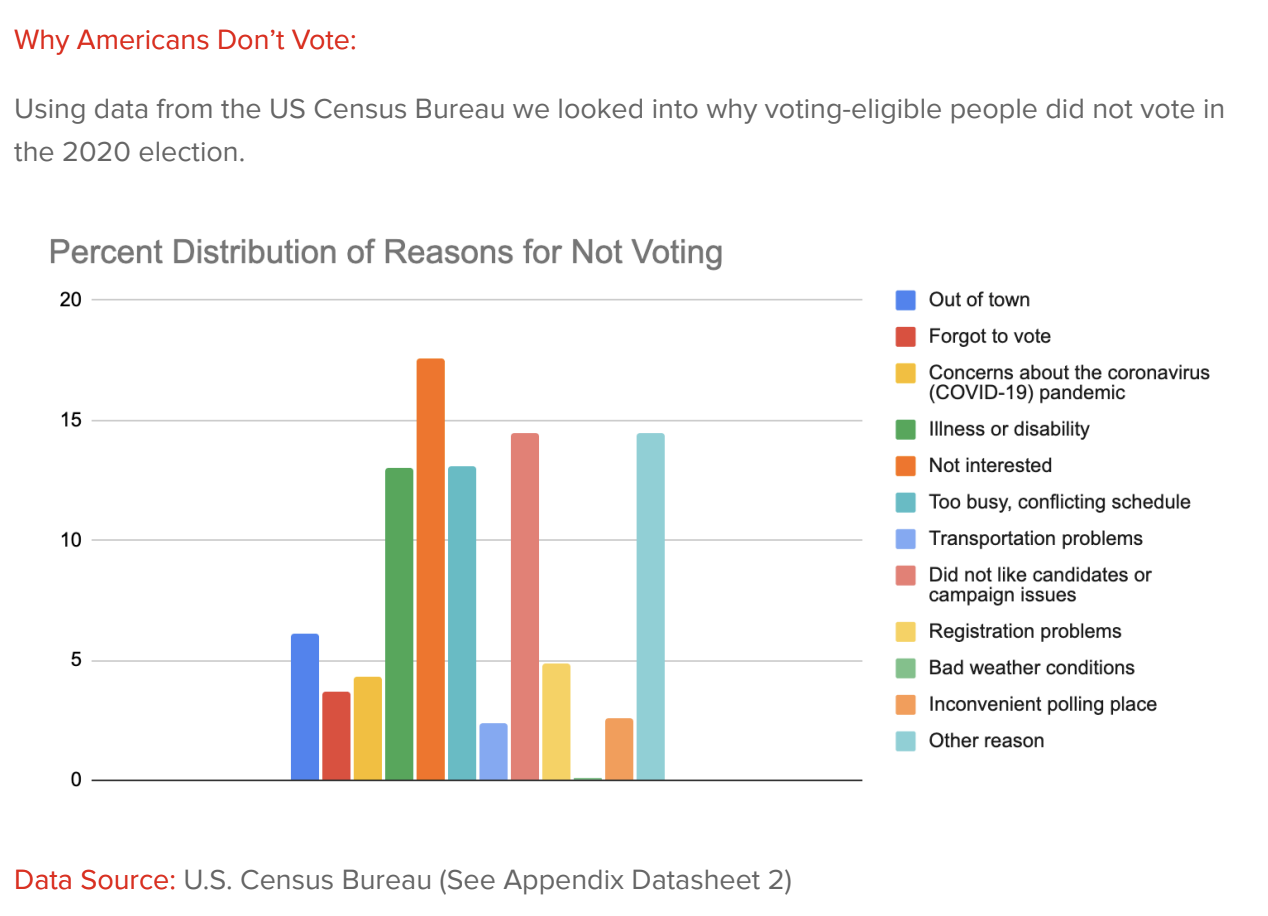 Why Americans Don’t Vote:
Using data from the US Census Bureau we looked into why voting-eligible people did not vote in
the 2020 election.
Percent Distribution of Reasons for Not Voting
20
15
10
5
0
Out of town
Forgot to vote
Concerns about the coronavirus
(COVID-19) pandemic
Illness or disability
Not interested
Too busy, conflicting schedule
Transportation problems
Did not like candidates or
campaign issues
Registration problems
Bad weather conditions
Inconvenient polling place
Other reason
Data Source: U.S. Census Bureau (See Appendix Datasheet 2)